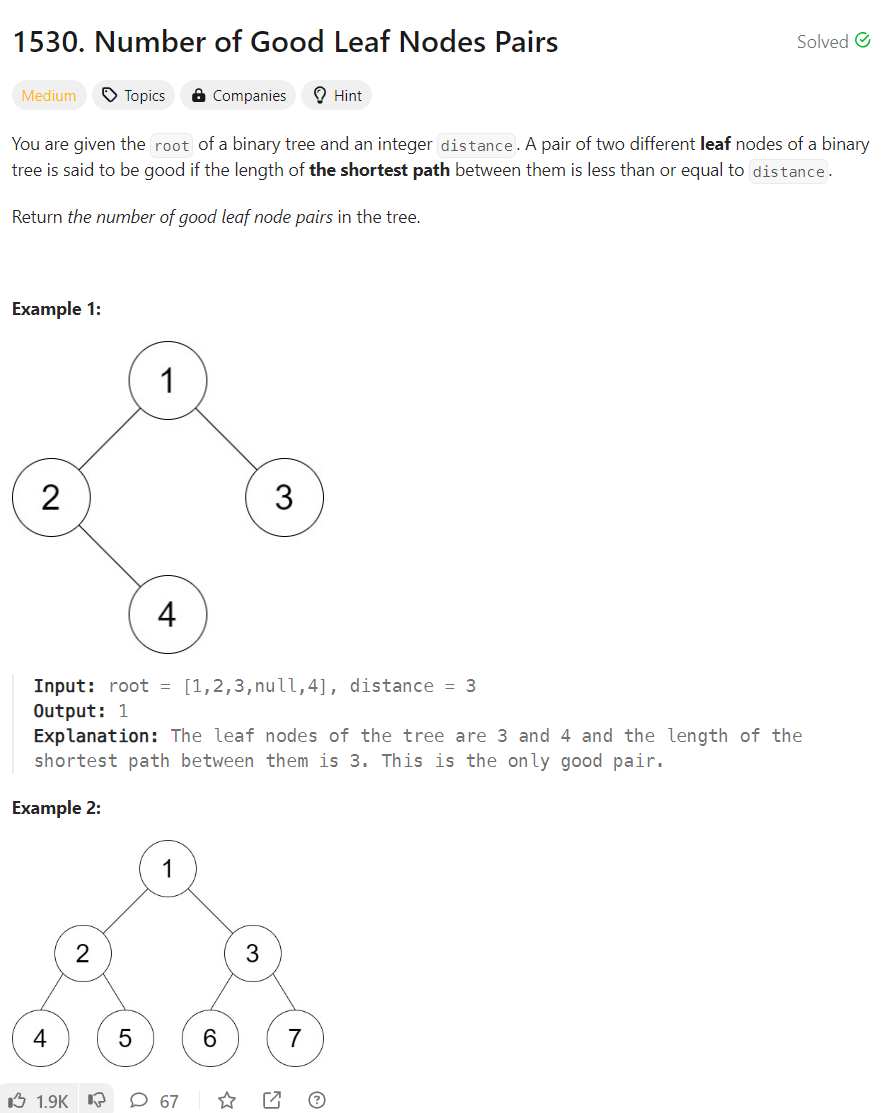 1530. Number of Good Leaf Nodes Pairs
Solved
Medium Topics Companies Hint
You are given the root of a binary tree and an integer distance. A pair of two different leaf nodes of a binary
tree is said to be good if the length of the shortest path between them is less than or equal to distance.
Return the number of good leaf node pairs in the tree.
Example 1:
1
2 3
4
Input: root = [1,2,3,null,4], distance = 3
Output: 1
Explanation: The leaf nodes of the tree are 3 and 4 and the length of the
shortest path between them is 3. This is the only good pair.
Example 2:
1
2 3
4 5 6 7
1.9K 67